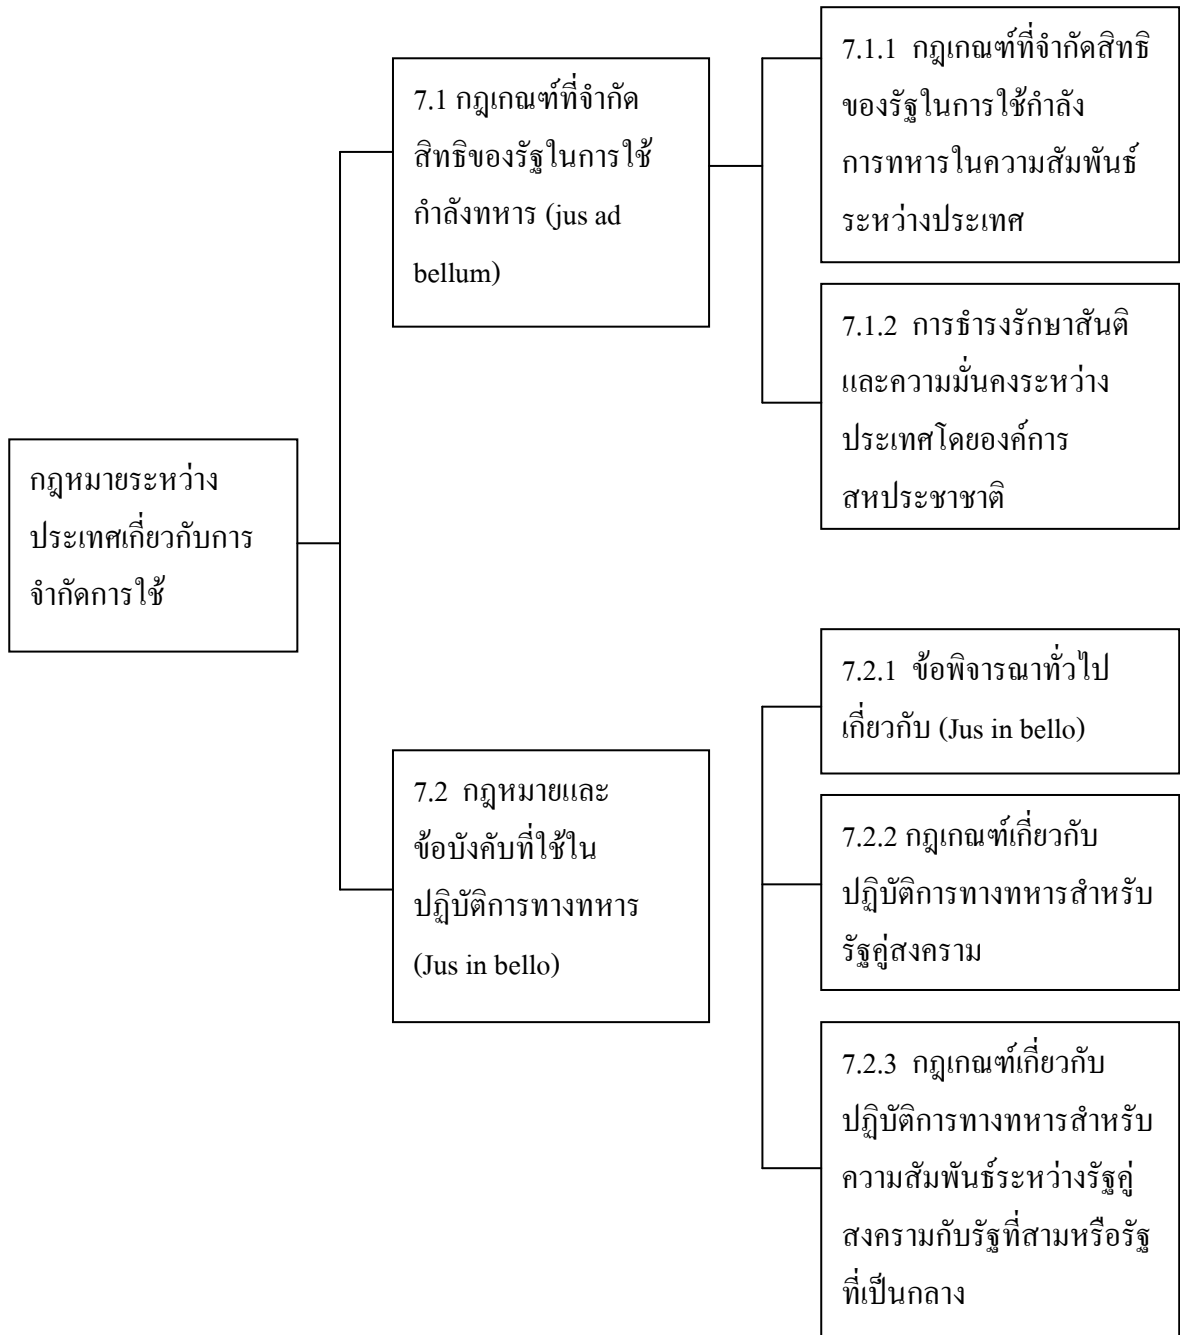 7.1.1 กฎเกณฑ์ที่จำกัดสิทธิ
ของรัฐในการใช้กำลัง
การทหารในความสัมพันธ์
ระหว่างประเทศ
7.1 กฎเกณฑ์ที่จำกัด
สิทธิของรัฐในการใช้
กำลังทหาร (jus ad
bellum)
7.1.2 การธำรงรักษาสันติ
และความมั่นคงระหว่าง
ประเทศโดยองค์การ
สหประชาชาติ
กฎหมายระหว่าง
ประเทศเกี่ยวกับการ
จำกัดการใช้
7.2.1 ข้อพิจารณาทั่วไป
เกี่ยวกับ (Jus in bello)
7.2 กฎหมายและ
ข้อบังคับที่ใช้ใน
ปฏิบัติการทางทหาร
(Jus in bello)
7.2.2 กฎเกณฑ์เกี่ยวกับ
ปฏิบัติการทางทหารสำหรับ
รัฐคู่สงคราม
7.2.3 กฎเกณฑ์เกี่ยวกับ
ปฏิบัติการทางทหารสำหรับ
ความสัมพันธ์ระหว่างรัฐคู่
สงครามกับรัฐที่สามหรือรัฐ
ที่เป็นกลาง